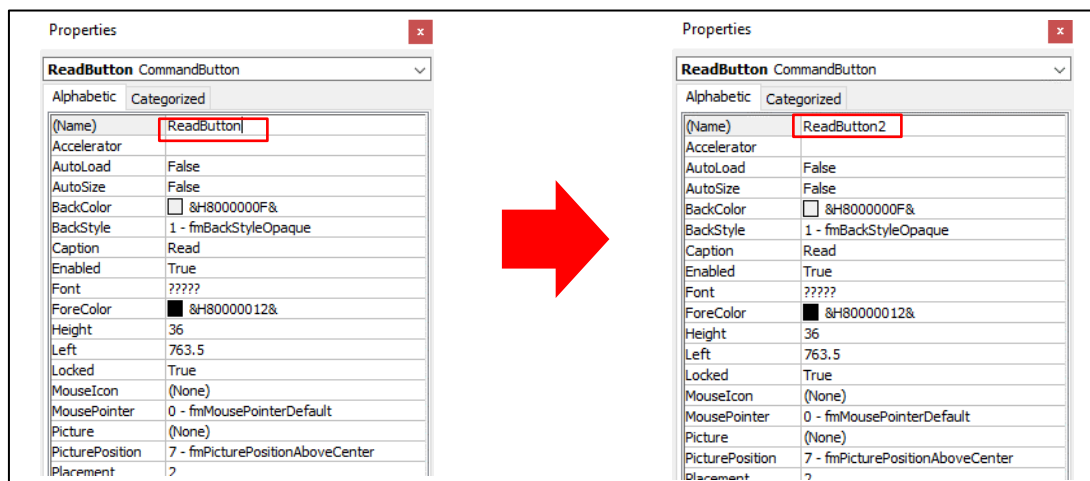 Properties
x
ReadButton CommandButton
Alphabetic Categorized
(Name) ReadButton
Accelerator
AutoLoad False
AutoSize False
BackColor &H8000000F&
BackStyle 1 - fmBackStyleOpaque
Caption Read
Enabled True
Font ?????
ForeColor &H80000012&
Height 36
Left 763.5
Locked True
MouseIcon (None)
MousePointer 0 - fmMousePointerDefault
Picture (None)
PicturePosition 7 - fmPicturePositionAboveCenter
Placement 2
Properties
x
ReadButton CommandButton
Alphabetic Categorized
(Name) ReadButton2
Accelerator
AutoLoad False
AutoSize False
BackColor &H8000000F&
BackStyle 1 - fmBackStyleOpaque
Caption Read
Enabled True
Font ?????
ForeColor &H80000012&
Height 36
Left 763.5
Locked True
MouseIcon (None)
MousePointer 0 - fmMousePointerDefault
Picture (None)
PicturePosition 7 - fmPicturePositionAboveCenter
Placement 2